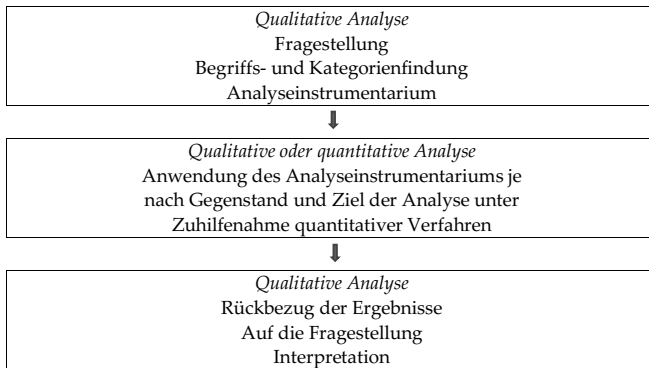 Qualitative Analyse
Fragestellung
Begriffs- und Kategorienfindung
Analyseinstrumentarium
Qualitative oder quantitative Analyse
Anwendung des Analyseinstrumentariums je
nach Gegenstand und Ziel der Analyse unter
Zuhilfenahme quantitativer Verfahren
Qualitative Analyse
Rückbezug der Ergebnisse
Auf die Fragestellung
Interpretation